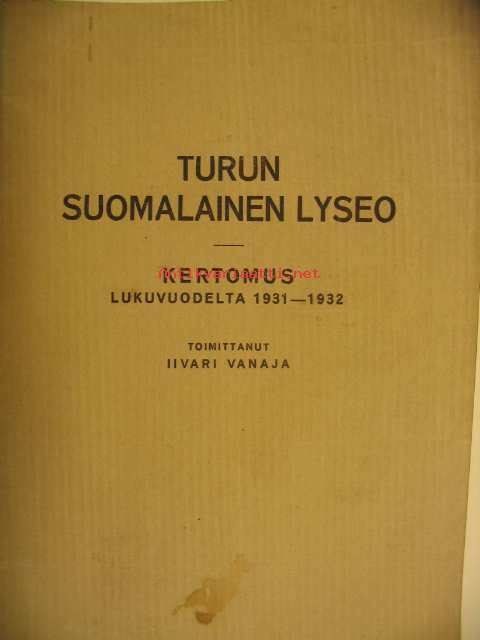 TURUN
SUOMALAINEN LYSEO
KERTOMUS
LUKUVUODELTA 1931—1932
TOIMITTANUT
IIVARI VANAJA